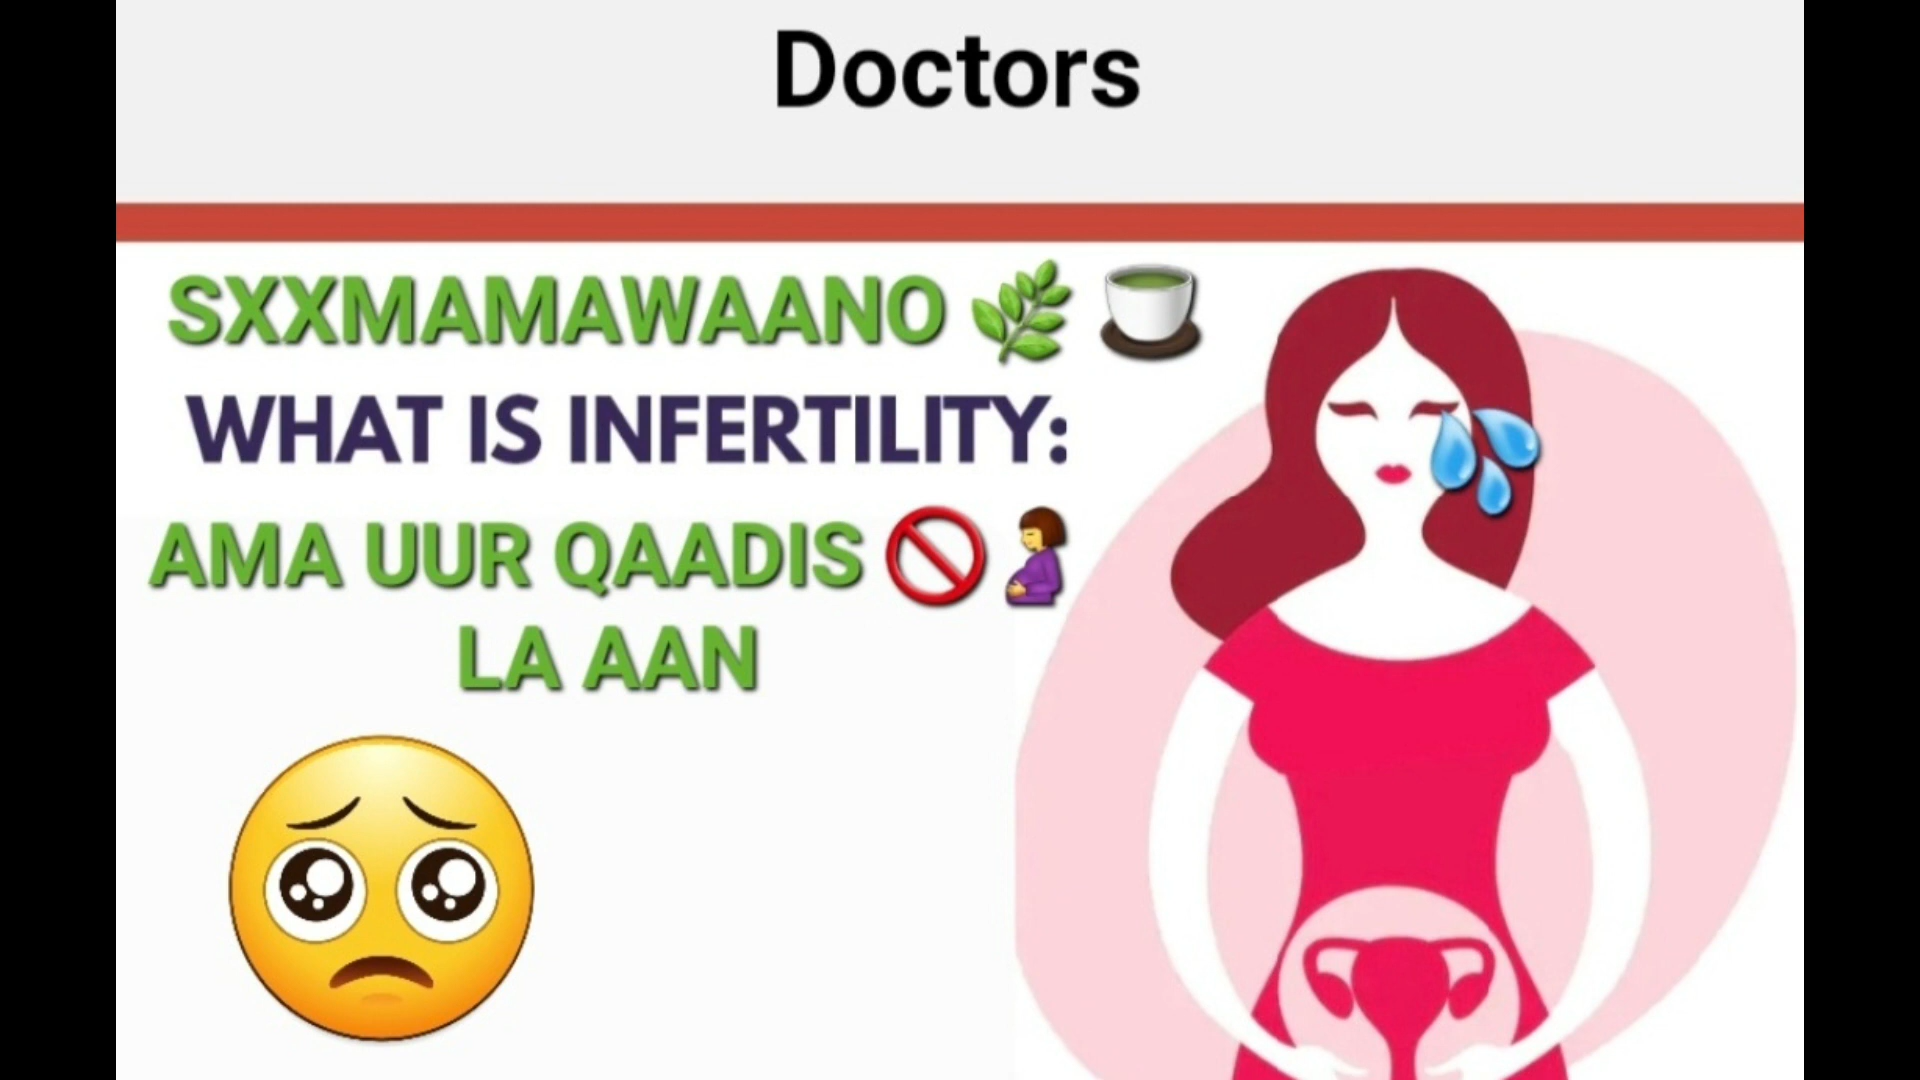 Doctors
SXXMAMAWAANO 🌿 🍵
WHAT IS INFERTILITY:
AMA UUR QAADIS 🚫🤰
LA AAN